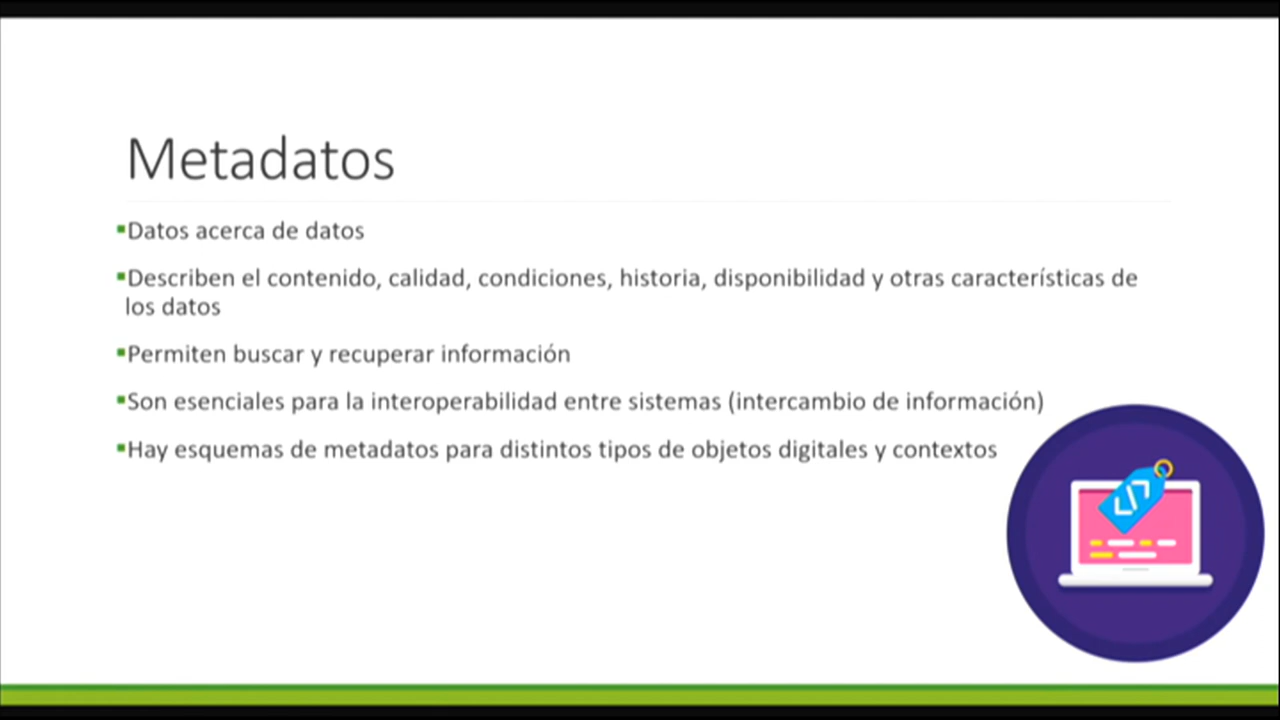 Metadatos
▪Datos acerca de datos
▪Describen el contenido, calidad, condiciones, historia, disponibilidad y otras características de
los datos
▪Permiten buscar y recuperar información
▪Son esenciales para la interoperabilidad entre sistemas (intercambio de información)
▪Hay esquemas de metadatos para distintos tipos de objetos digitales y contextos